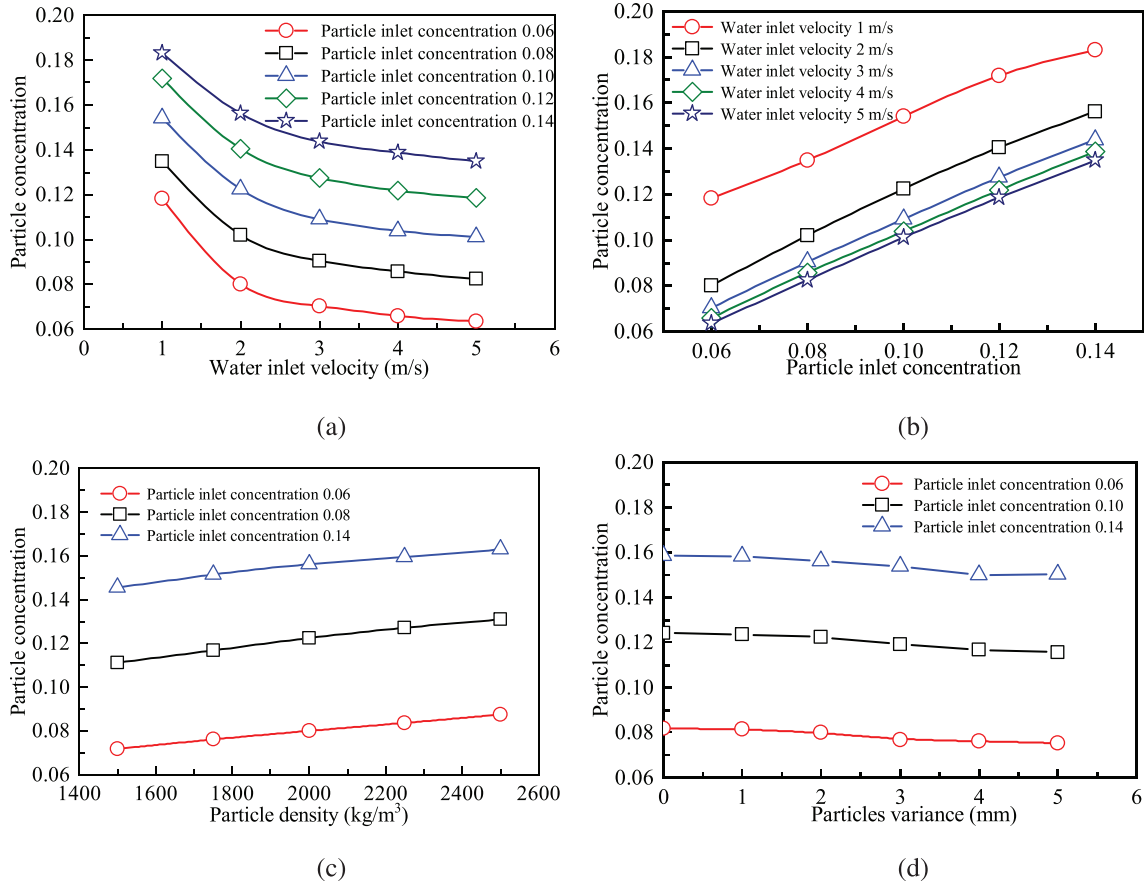 0.20
0.18
0.16
0.14
0.12
0.10
0.08
0.06
Particle concentration
Particle inlet concentration 0.06
Particle inlet concentration 0.08
Particle inlet concentration 0.10
Particle inlet concentration 0.12
Particle inlet concentration 0.14
0 1 2 3 4 5 6
Water inlet velocity (m/s)
(a)
0.20
0.18
0.16
0.14
0.12
0.10
0.08
0.06
Particle concentration
Water inlet velocity 1 m/s
Water inlet velocity 2 m/s
Water inlet velocity 3 m/s
Water inlet velocity 4 m/s
Water inlet velocity 5 m/s
0.06 0.08 0.10 0.12 0.14
Particle inlet concentration
(b)
0.20
0.18
0.16
0.14
0.12
0.10
0.08
0.06
Particle concentration
Particle inlet concentration 0.06
Particle inlet concentration 0.08
Particle inlet concentration 0.14
1400 1600 1800 2000 2200 2400 2600
Particle density (kg/m³)
(c)
0.20
0.18
0.16
0.14
0.12
0.10
0.08
0.06
Particle concentration
Particle inlet concentration 0.06
Particle inlet concentration 0.10
Particle inlet concentration 0.14
0 1 2 3 4 5 6
Particles variance (mm)
(d)